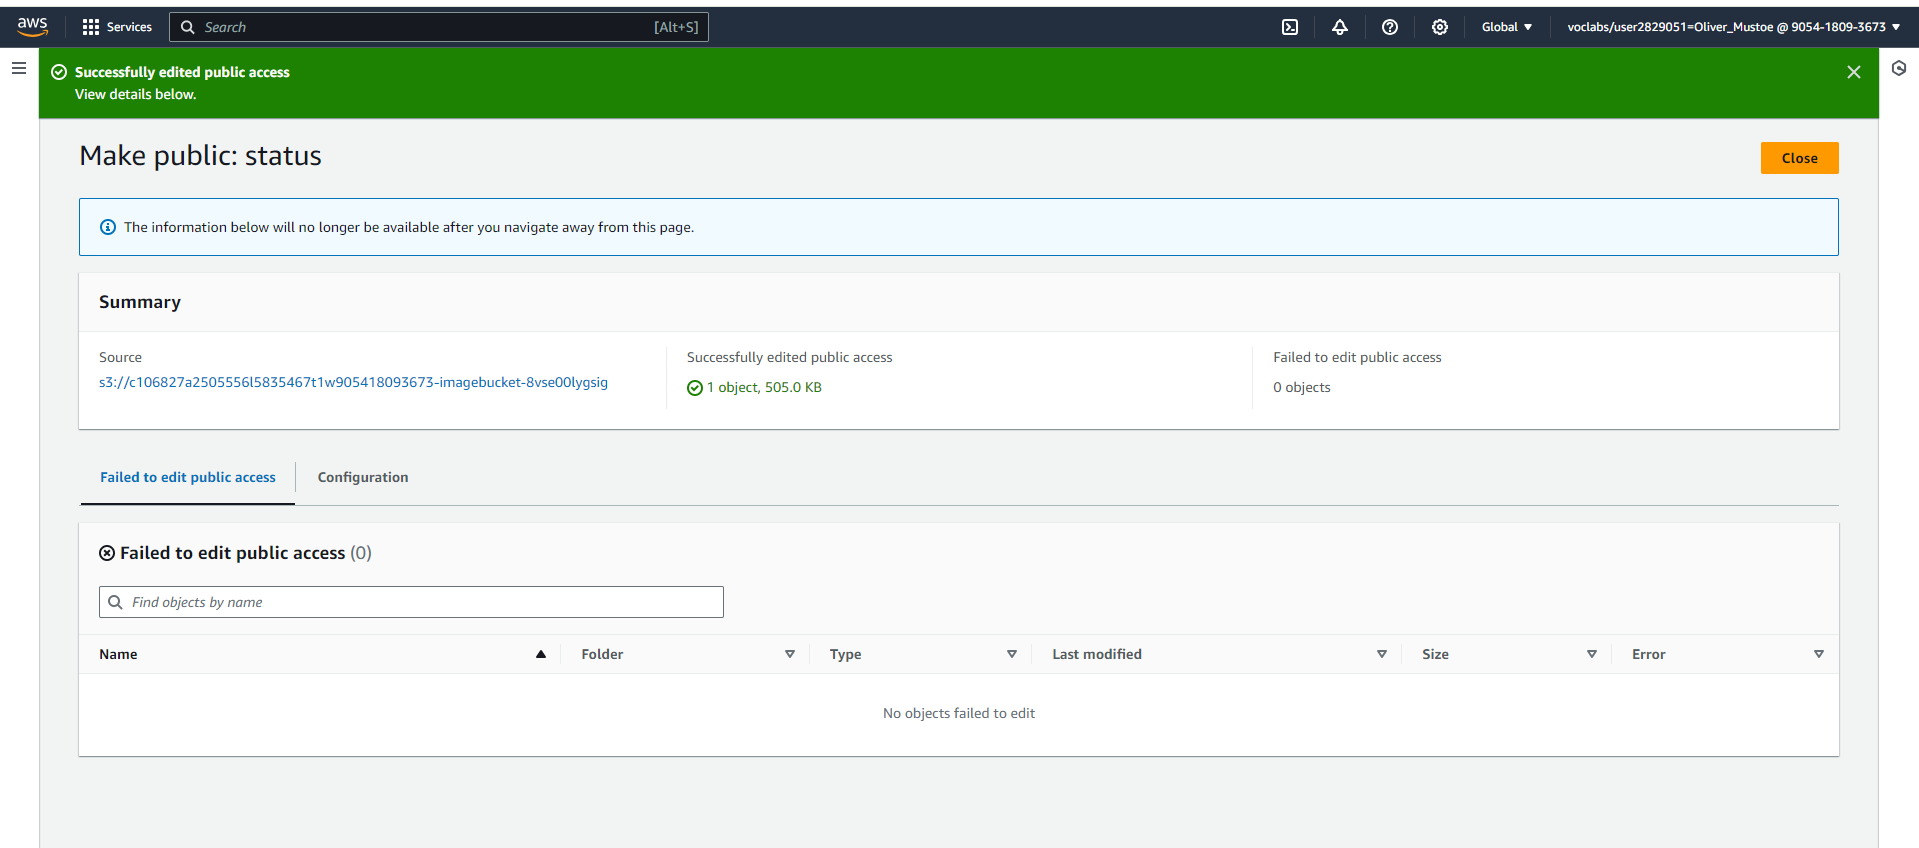 aws
Services
Search
[Alt+S]
Global
voclabs/user2829051=Oliver_Mustoe @ 9054-1809-3673
Successfully edited public access
View details below.
Make public: status
Close
The information below will no longer be available after you navigate away from this page.
Summary
Source
s3://c106827a2505556l5835467t1w905418093673-imagebucket-8vse00lygsig
Successfully edited public access
1 object, 505.0 KB
Failed to edit public access
0 objects
Failed to edit public access
Configuration
Failed to edit public access (0)
Find objects by name
Name
Folder
Type
Last modified
Size
Error
No objects failed to edit